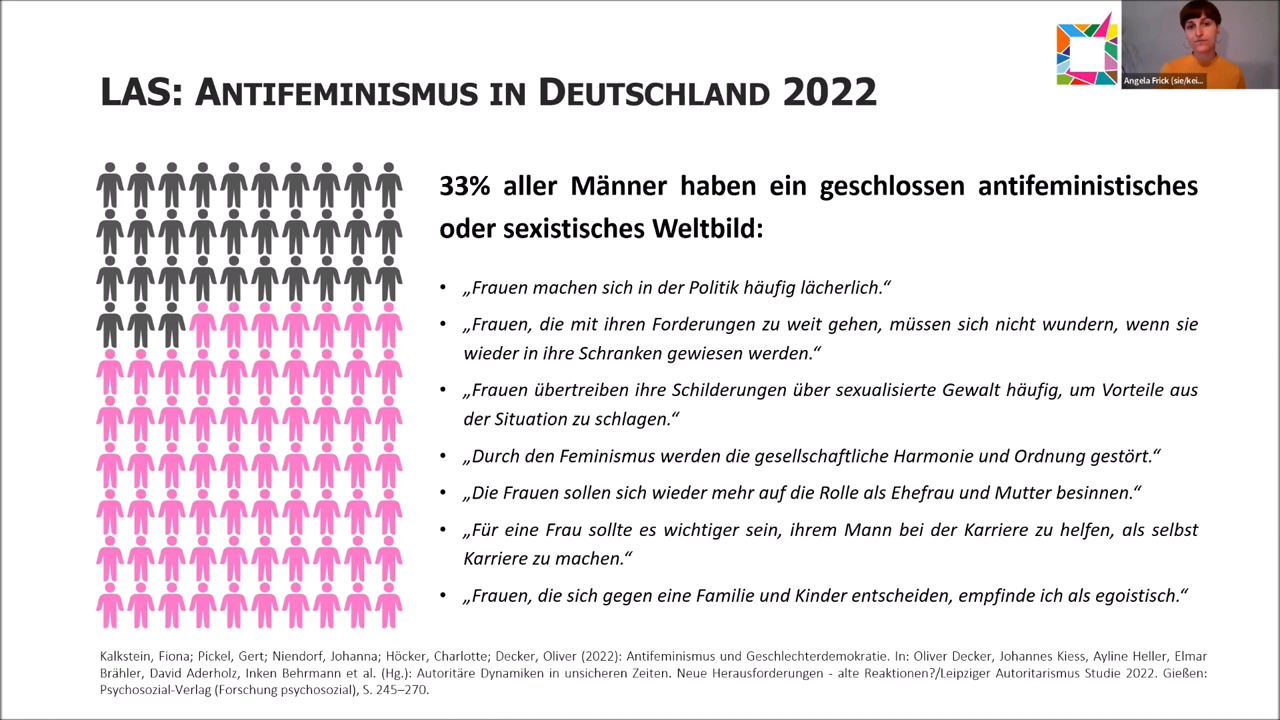 Angela Frick (sie/kei...
LAS: ANTIFEMINISMUS IN DEUTSCHLAND 2022
33% aller Männer haben ein geschlossen antifeministisches
oder sexistisches Weltbild:
• „Frauen machen sich in der Politik häufig lächerlich.“
• „Frauen, die mit ihren Forderungen zu weit gehen, müssen sich nicht wundern, wenn sie
wieder in ihre Schranken gewiesen werden.“
• „Frauen übertreiben ihre Schilderungen über sexualisierte Gewalt häufig, um Vorteile aus
der Situation zu schlagen.“
• „Durch den Feminismus werden die gesellschaftliche Harmonie und Ordnung gestört.“
• „Die Frauen sollen sich wieder mehr auf die Rolle als Ehefrau und Mutter besinnen.“
• „Für eine Frau sollte es wichtiger sein, ihrem Mann bei der Karriere zu helfen, als selbst
Karriere zu machen.“
• „Frauen, die sich gegen eine Familie und Kinder entscheiden, empfinde ich als egoistisch.“
Kalkstein, Fiona; Pickel, Gert; Niendorf, Johanna; Höcker, Charlotte; Decker, Oliver (2022): Antifeminismus und Geschlechterdemokratie. In: Oliver Decker, Johannes Kiess, Ayline Heller, Elmar
Brähler, David Aderholz, Inken Behrmann et al. (Hg.): Autoritäre Dynamiken in unsicheren Zeiten. Neue Herausforderungen - alte Reaktionen?/Leipziger Autoritarismus Studie 2022. Gießen:
Psychosozial-Verlag (Forschung psychosozial), S. 245–270.